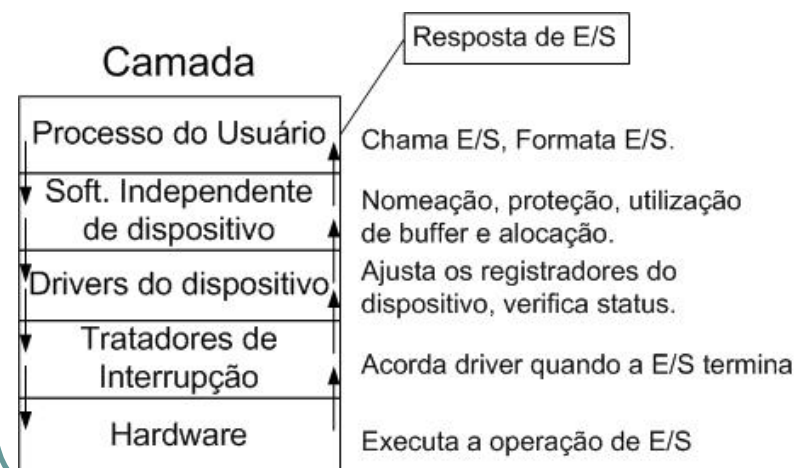 Resposta de E/S
Camada
Processo do Usuário
Chama E/S, Formata E/S.
Soft. Independente
de dispositivo
Nomeação, proteção, utilização
de buffer e alocação.
Drivers do dispositivo
Ajusta os registradores do
dispositivo, verifica status.
Tratadores de
Interrupção
Acorda driver quando a E/S termina
Hardware
Executa a operação de E/S